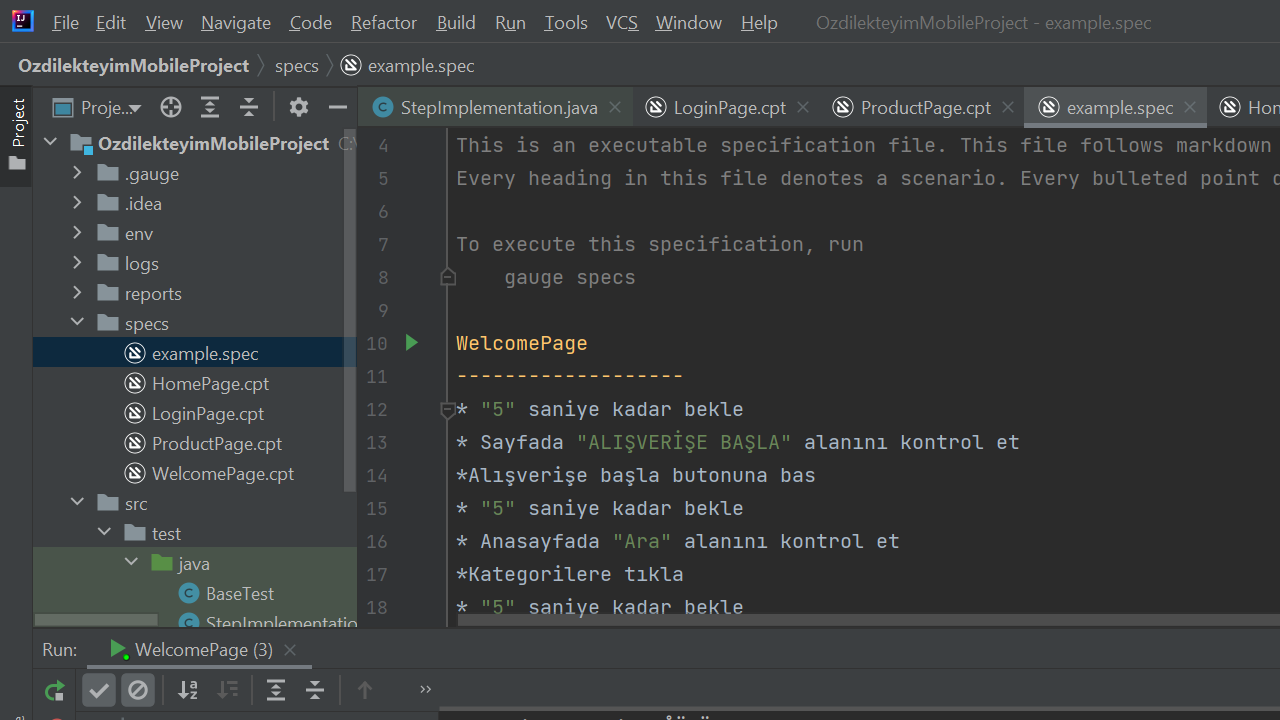 File Edit View Navigate Code Refactor Build Run Tools VCS Window Help OzdilekteyimMobileProject - example.spec
OzdilekteyimMobileProject specs example.spec
Project
Proje...
StepImplementation.java LoginPage.cpt ProductPage.cpt example.spec
OzdilekteyimMobileProject
.gauge
.idea
env
logs
reports
specs
example.spec
HomePage.cpt
LoginPage.cpt
ProductPage.cpt
WelcomePage.cpt
src
test
java
BaseTest
StepImplementatio
4 This is an executable specification file. This file follows markdown
5 Every heading in this file denotes a scenario. Every bulleted point
6
7 To execute this specification, run
8 gauge specs
9
10 WelcomePage
11 -------------------
12 * "5" saniye kadar bekle
13 * Sayfada "ALIŞVERİŞE BAŞLA" alanını kontrol et
14 *Alışverişe başla butonuna bas
15 * "5" saniye kadar bekle
16 * Anasayfada "Ara" alanını kontrol et
17 *Kategorilere tıkla
18 * "5" saniye kadar bekle
Run: WelcomePage (3)